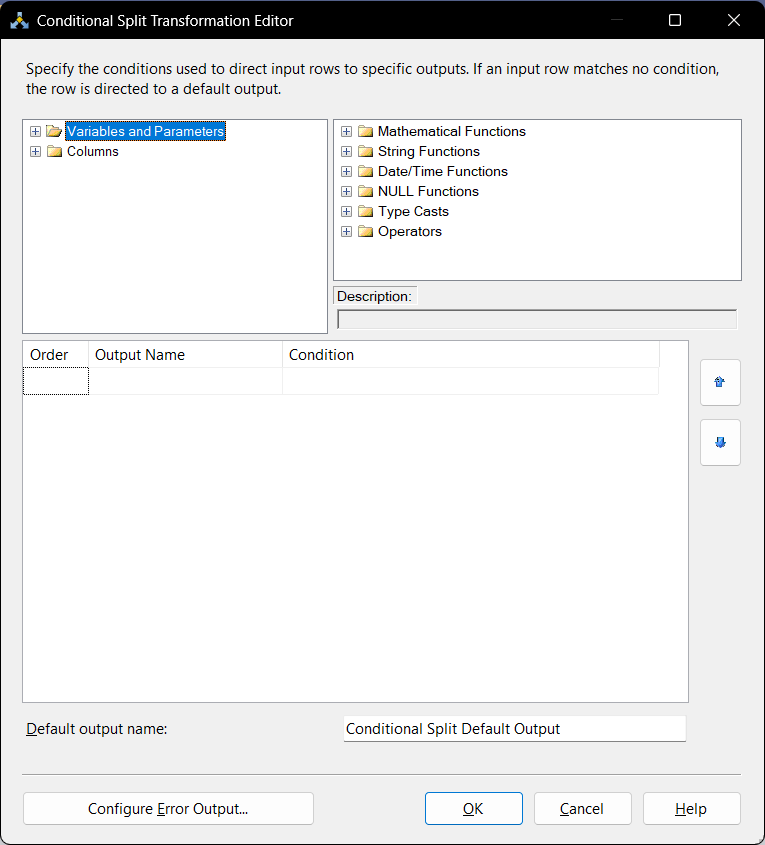 Conditional Split Transformation Editor
Specify the conditions used to direct input rows to specific outputs. If an input row matches no condition,
the row is directed to a default output.
Variables and Parameters
Columns
Mathematical Functions
String Functions
Date/Time Functions
NULL Functions
Type Casts
Operators
Description:
Order Output Name Condition
Default output name: Conditional Split Default Output
Configure Error Output... OK Cancel Help